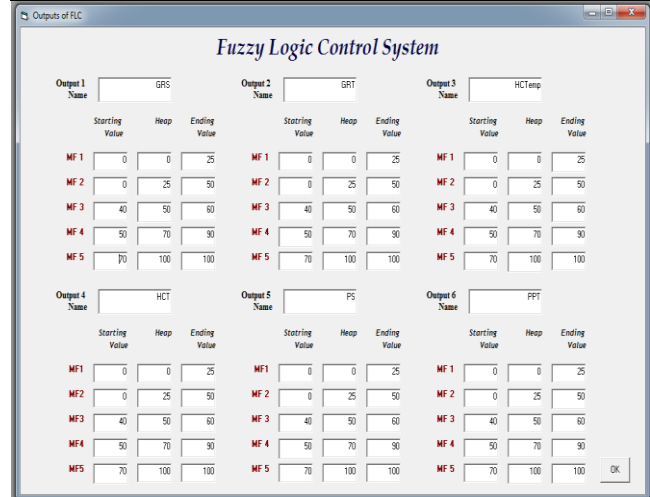 Outputs of FLC
Fuzzy Logic Control System
Output 1 Name GRS Output 2 Name GRT Output 3 Name HCTemp
Starting Value Heap Ending Value Statring Value Heap Ending Value Starting Value Heap Ending Value
MF 1 0 0 25 MF 1 0 0 25 MF 1 0 0 25
MF 2 0 25 50 MF 2 0 25 50 MF 2 0 25 50
MF 3 40 50 60 MF 3 40 50 60 MF 3 40 50 60
MF 4 50 70 90 MF 4 50 70 90 MF 4 50 70 90
MF 5 70 100 100 MF 5 70 100 100 MF 5 70 100 100
Output 4 Name HCT Output 5 Name PS Output 6 Name PPT
Starting Value Heap Ending Value Statring Value Heap Ending Value Starting Value Heap Ending Value
MF1 0 0 25 MF1 0 0 25 MF 1 0 0 25
MF2 0 25 50 MF 2 0 25 50 MF 2 0 25 50
MF3 40 50 60 MF 3 40 50 60 MF 3 40 50 60
MF4 50 70 90 MF 4 50 70 90 MF 4 50 70 90
MF5 70 100 100 MF 5 70 100 100 MF 5 70 100 100
OK